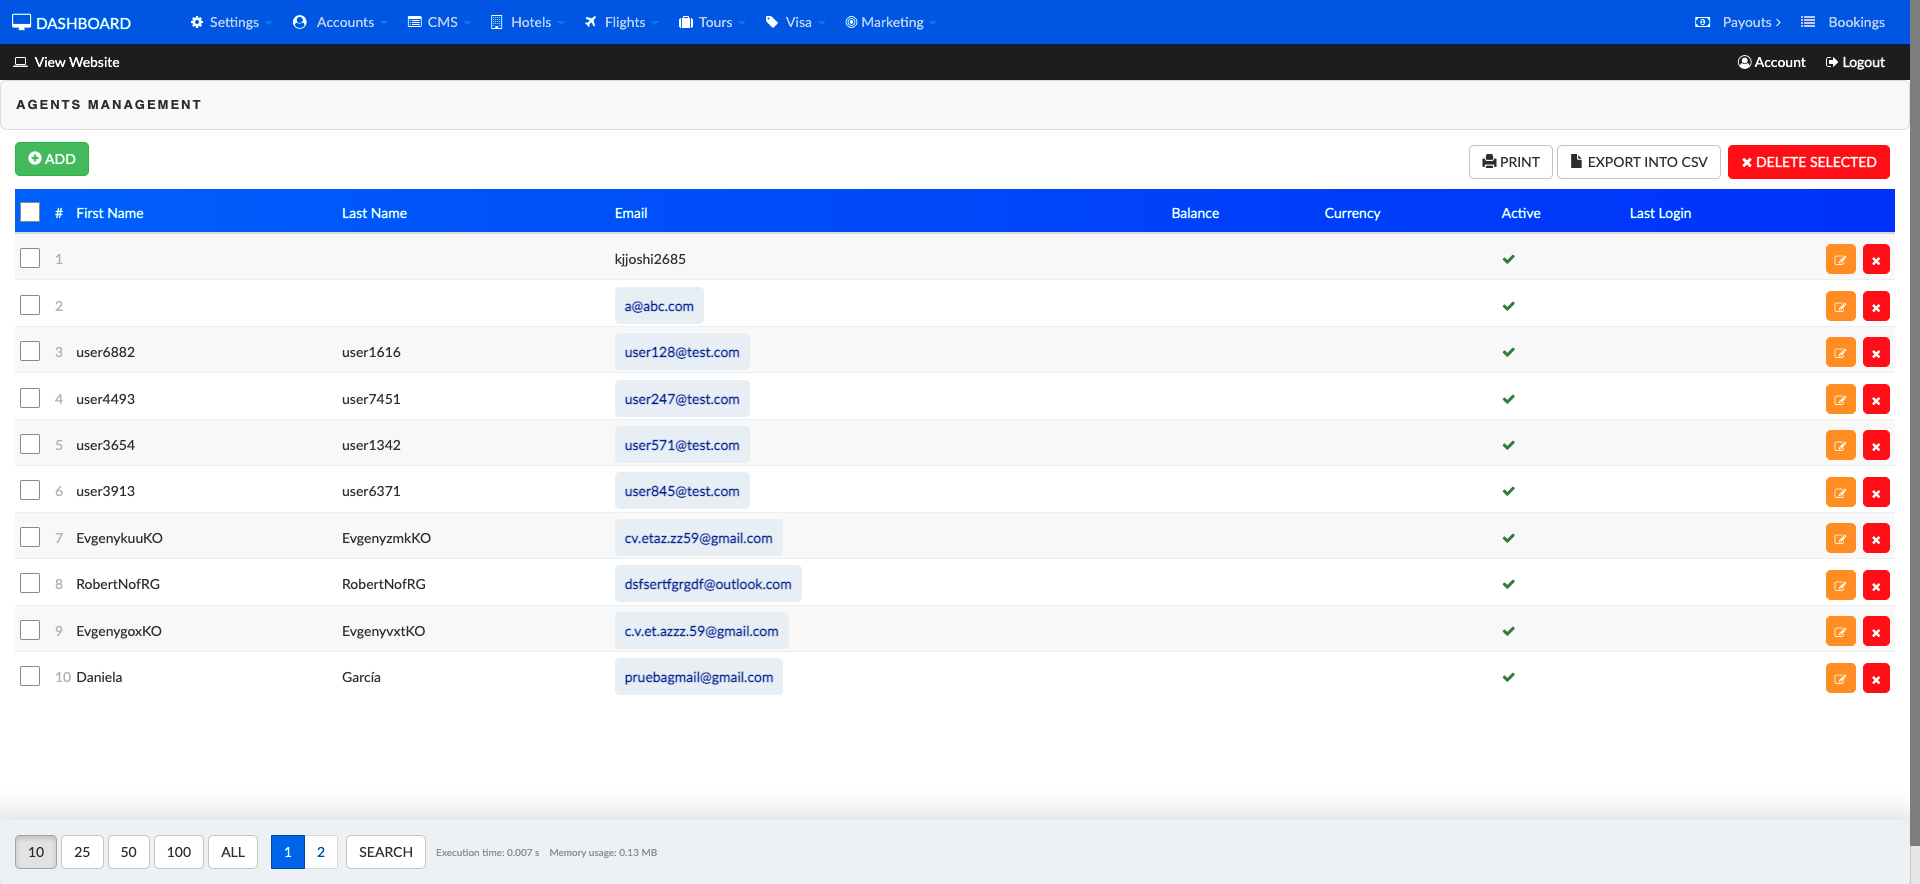 DASHBOARD Settings Accounts CMS Hotels Flights Tours Visa Marketing Payouts Bookings
View Website Account Logout
AGENTS MANAGEMENT
ADD PRINT EXPORT INTO CSV DELETE SELECTED
# First Name Last Name Email Balance Currency Active Last Login
1 kjjoshi2685
2 a@abc.com
3 user6882 user1616 user128@test.com
4 user4493 user7451 user247@test.com
5 user3654 user1342 user571@test.com
6 user3913 user6371 user845@test.com
7 EvgenykuuKO EvgenyzmkKO cv.etaz.zz59@gmail.com
8 RobertNofRG RobertNofRG dsfsertfgrgdf@outlook.com
9 EvgenygoxKO EvgenyvxtKO c.v.et.azzz.59@gmail.com
10 Daniela García pruebagmail@gmail.com
10 25 50 100 ALL 1 2 SEARCH Execution time: 0.007 s Memory usage: 0.13 MB